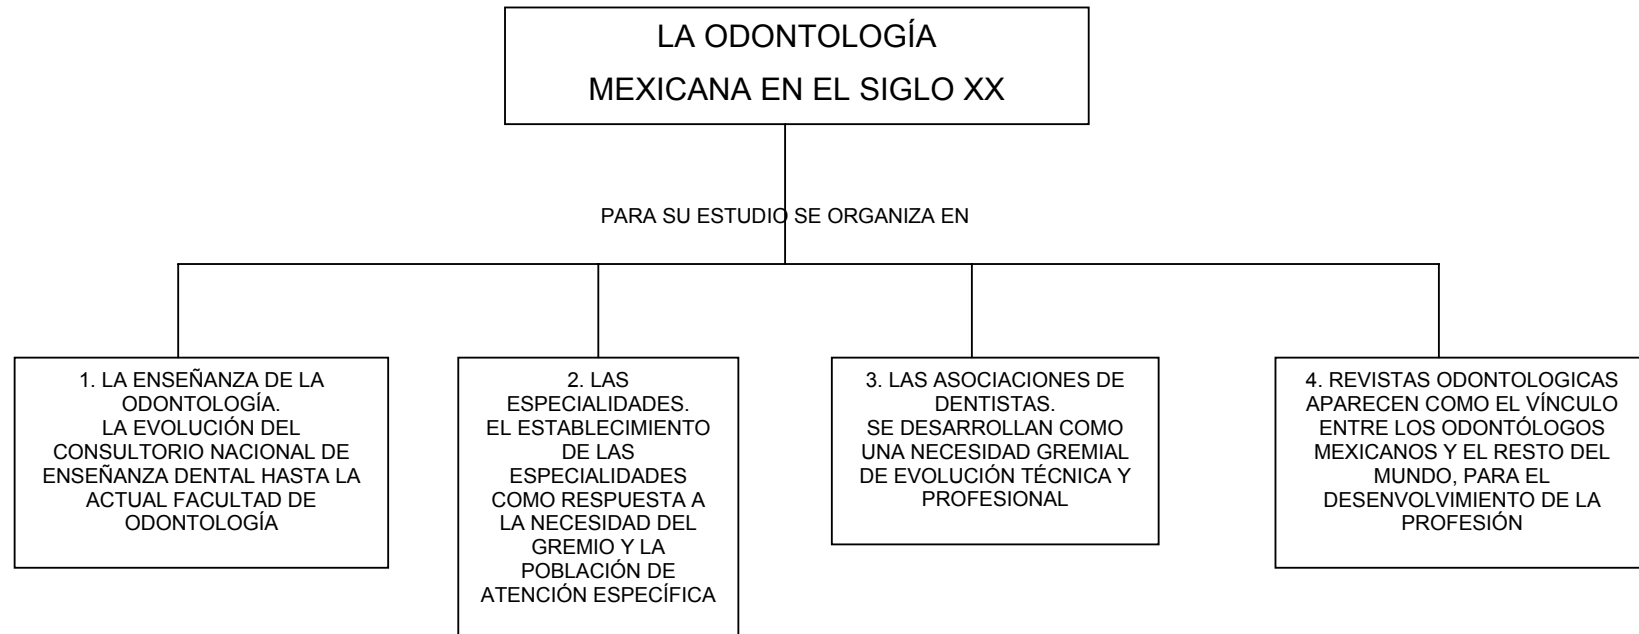 LA ODONTOLOGÍA
MEXICANA EN EL SIGLO XX
PARA SU ESTUDIO SE ORGANIZA EN
1. LA ENSEÑANZA DE LA
ODONTOLOGÍA.
LA EVOLUCIÓN DEL
CONSULTORIO NACIONAL DE
ENSEÑANZA DENTAL HASTA LA
ACTUAL FACULTAD DE
ODONTOLOGÍA
2. LAS
ESPECIALIDADES.
EL ESTABLECIMIENTO
DE LAS
ESPECIALIDADES
COMO RESPUESTA A
LA NECESIDAD DEL
GREMIO Y LA
POBLACIÓN DE
ATENCIÓN ESPECÍFICA
3. LAS ASOCIACIONES DE
DENTISTAS.
SE DESARROLLAN COMO
UNA NECESIDAD GREMIAL
DE EVOLUCIÓN TÉCNICA Y
PROFESIONAL
4. REVISTAS ODONTOLOGICAS
APARECEN COMO EL VÍNCULO
ENTRE LOS ODONTÓLOGOS
MEXICANOS Y EL RESTO DEL
MUNDO, PARA EL
DESENVOLVIMIENTO DE LA
PROFESIÓN